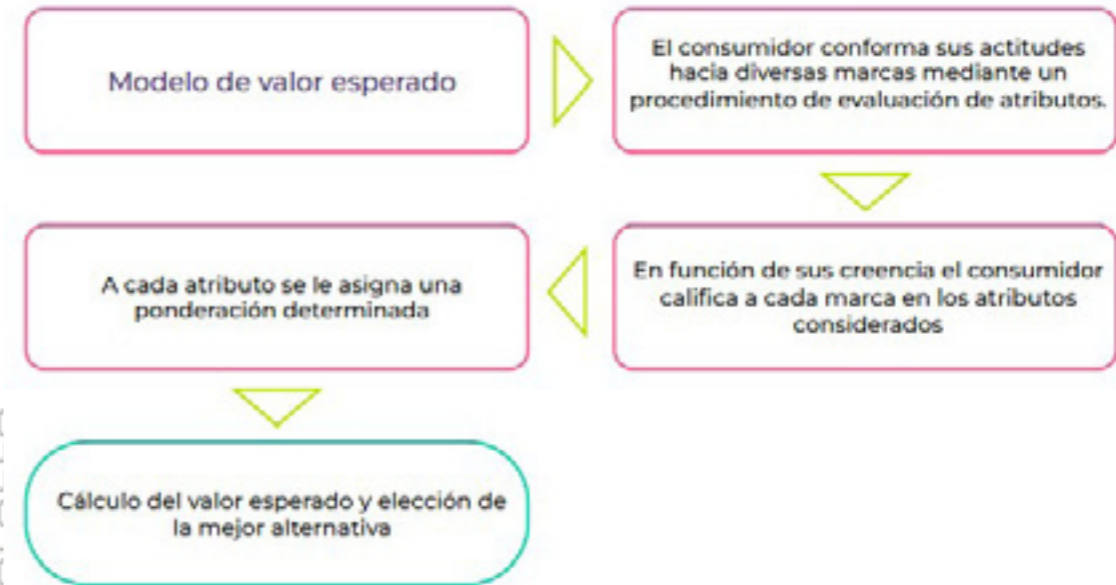 Modelo de valor esperado
El consumidor conforma sus actitudes
hacia diversas marcas mediante un
procedimiento de evaluación de atributos.
En función de sus creencia el consumidor
califica a cada marca en los atributos
considerados
A cada atributo se le asigna una
ponderación determinada
Cálculo del valor esperado y elección de
la mejor alternativa